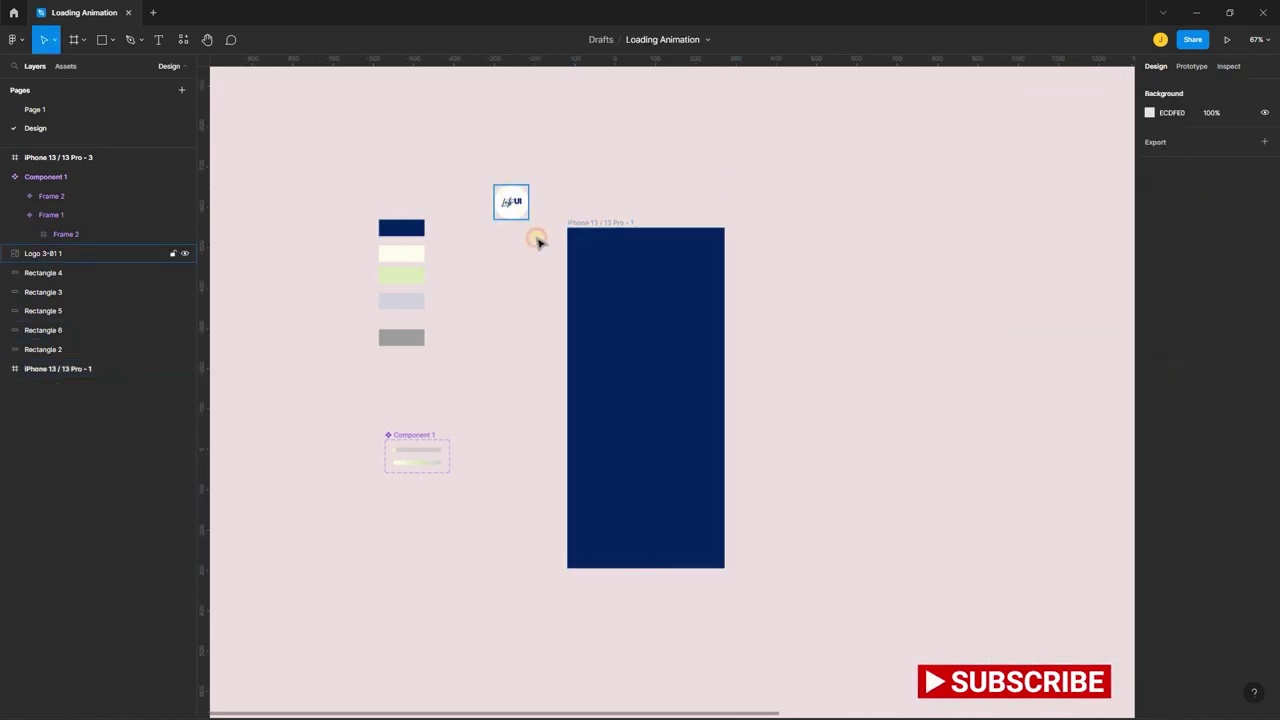 Loading Animation
Drafts / Loading Animation
J
Share
67%
Layers
Assets
Design
Pages
Page 1
Design
iPhone 13 / 13 Pro - 3
Component 1
Frame 2
Frame 1
Frame 2
Logo 3-01 1
Rectangle 4
Rectangle 3
Rectangle 5
Rectangle 6
Rectangle 2
iPhone 13 / 13 Pro - 1
UI
iPhone 13 / 13 Pro - 1
Component 1
Design
Prototype
Inspect
Background
ECDFE0
100%
Export
SUBSCRIBE
?